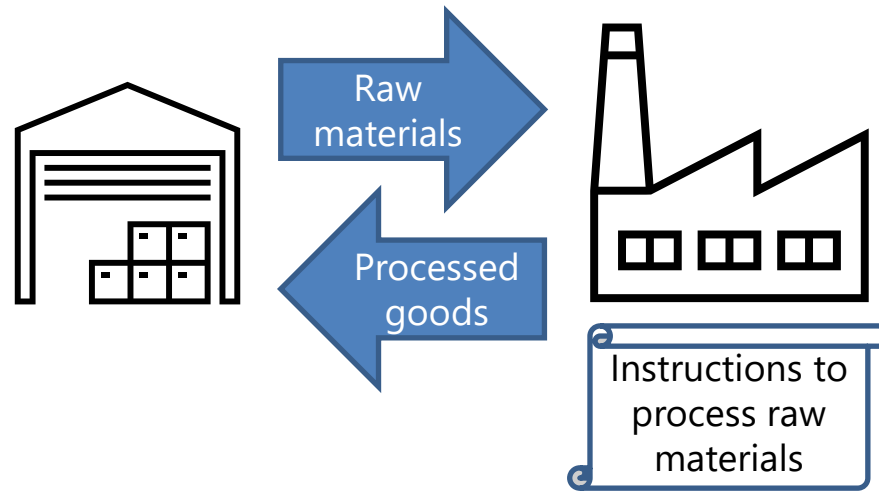 Raw
materials
Processed
goods
Instructions to
process raw
materials